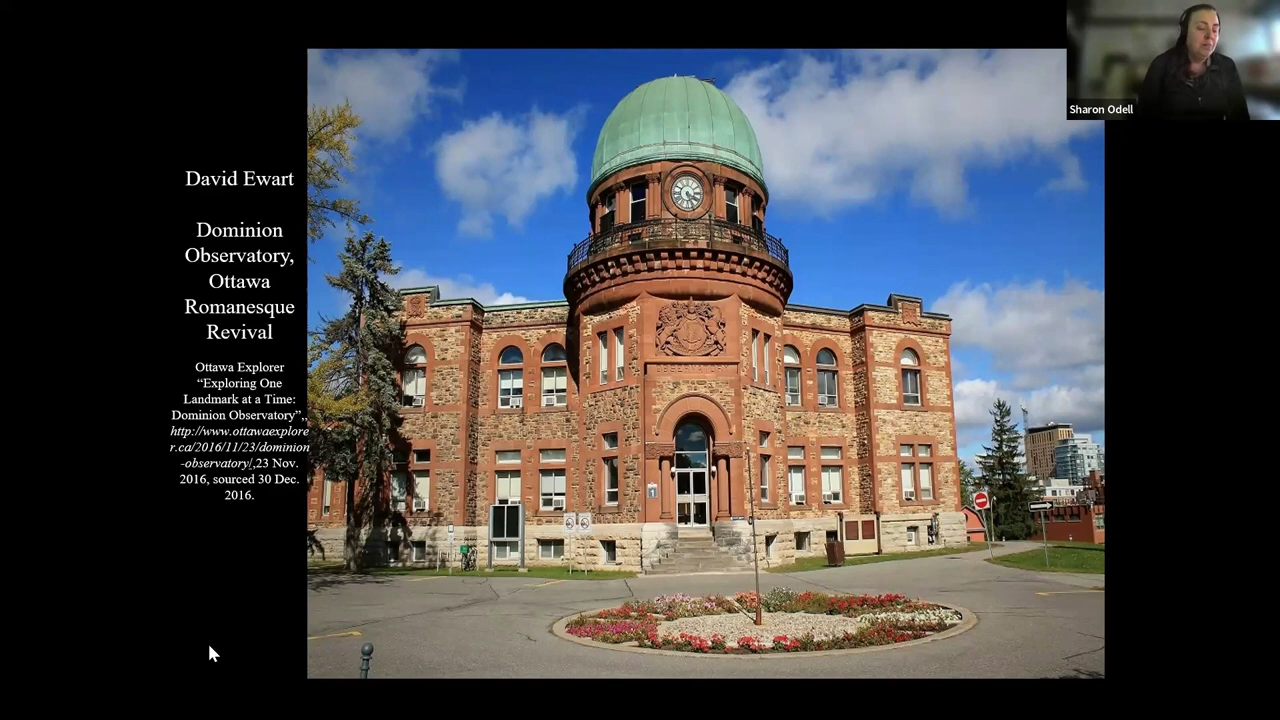 David Ewart
Dominion
Observatory,
Ottawa
Romanesque
Revival
Ottawa Explorer
“Exploring One
Landmark at a Time:
Dominion Observatory”,,
http://www.ottawaexplore
r.ca/2016/11/23/dominion
-observatory/,23 Nov.
2016, sourced 30 Dec.
2016.
Sharon Odell
1